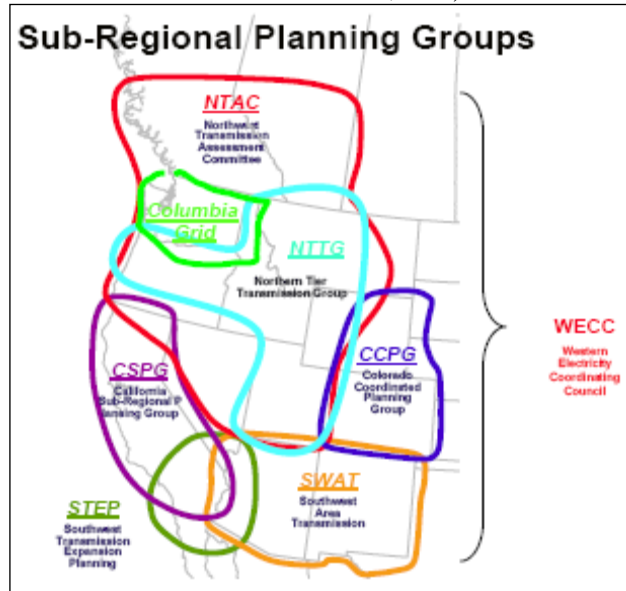 Sub-Regional Planning Groups
NTAC
Northwest
Transmission
Assessment
Committee
Columbia
Grid
NTTG
Northern Tier
Transmission Group
WECC
Western
Electricity
Coordinating
Council
CCPG
Colorado
Coordinated
Planning
Group
CSPG
California
Sub-Regional P
lanning Group
SWAT
Southwest
Area
Transmission
STEP
Southwest
Transmission
Expansion
Planning